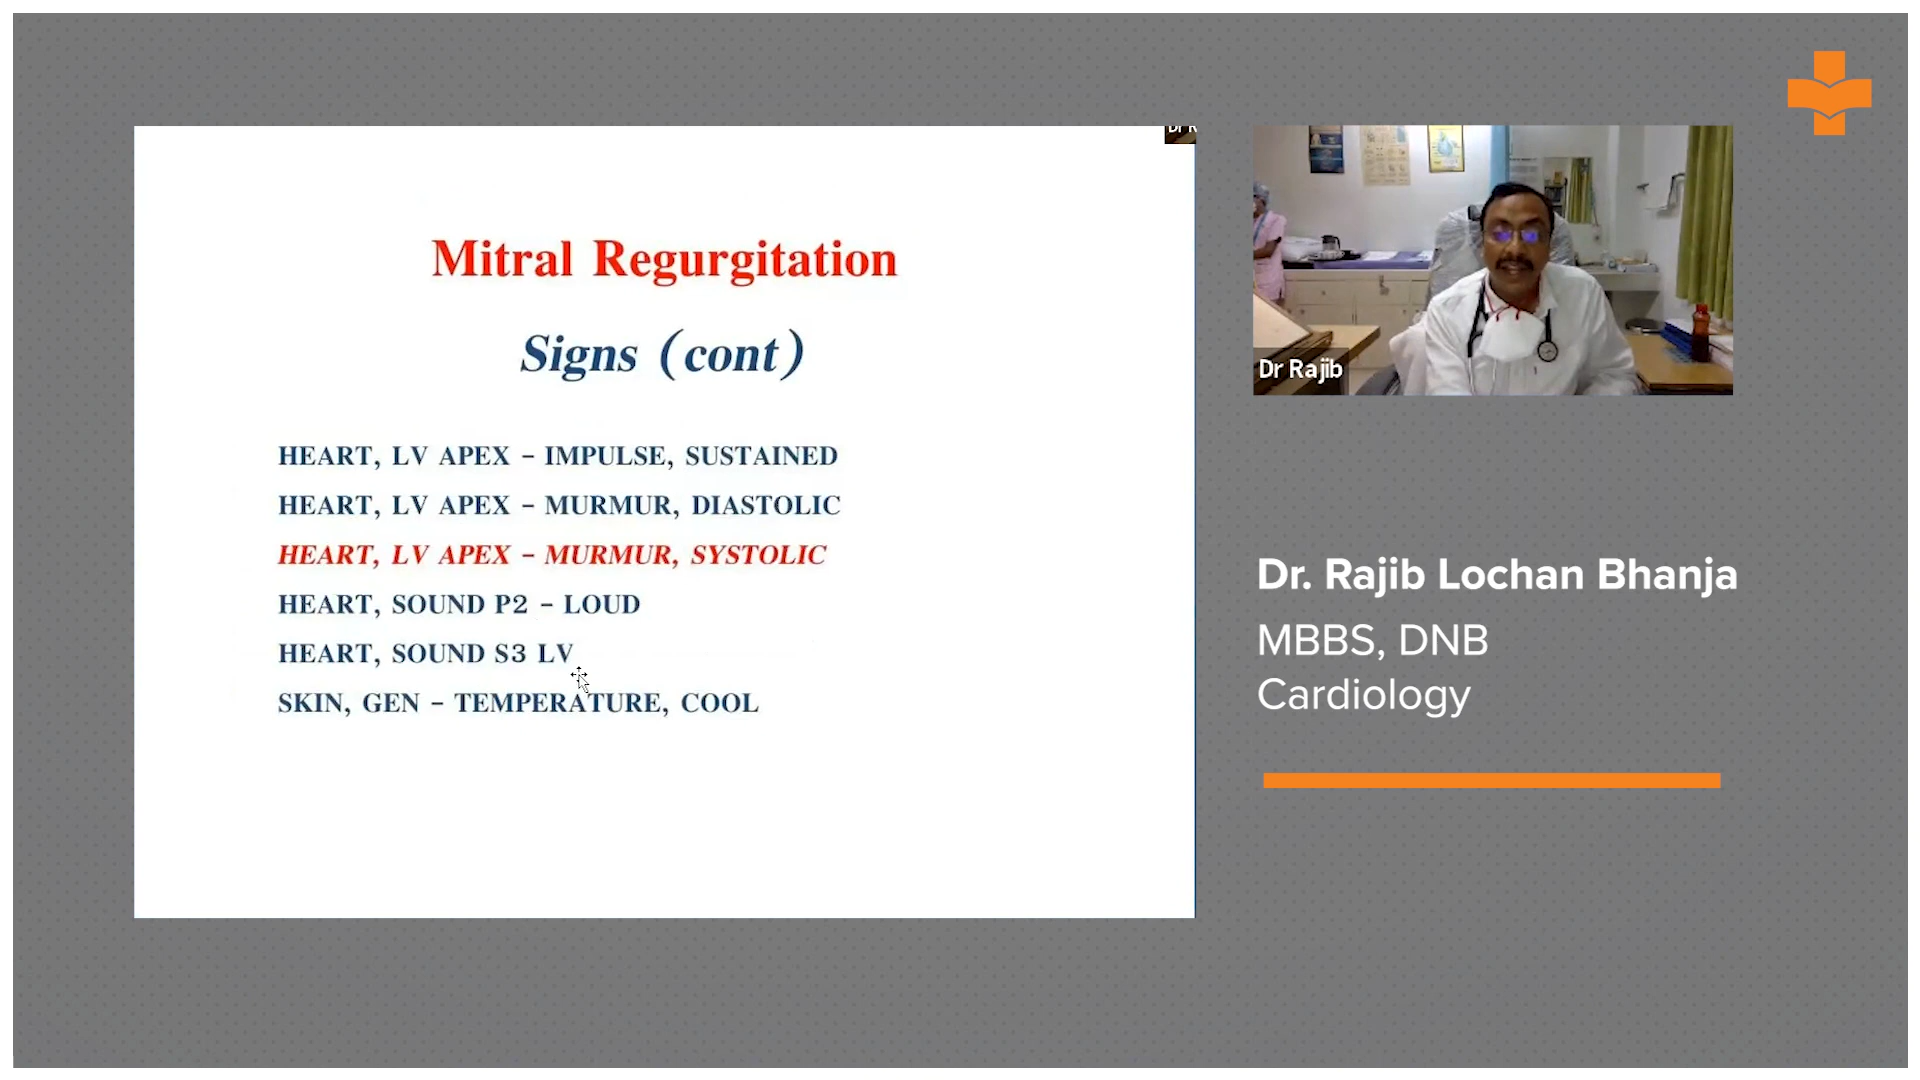 Mitral Regurgitation
Signs (cont)
HEART, LV APEX – IMPULSE, SUSTAINED
HEART, LV APEX – MURMUR, DIASTOLIC
HEART, LV APEX – MURMUR, SYSTOLIC
HEART, SOUND P2 – LOUD
HEART, SOUND S3 LV
SKIN, GEN – TEMPERATURE, COOL
Dr R
Dr Rajib
Dr. Rajib Lochan Bhanja
MBBS, DNB
Cardiology